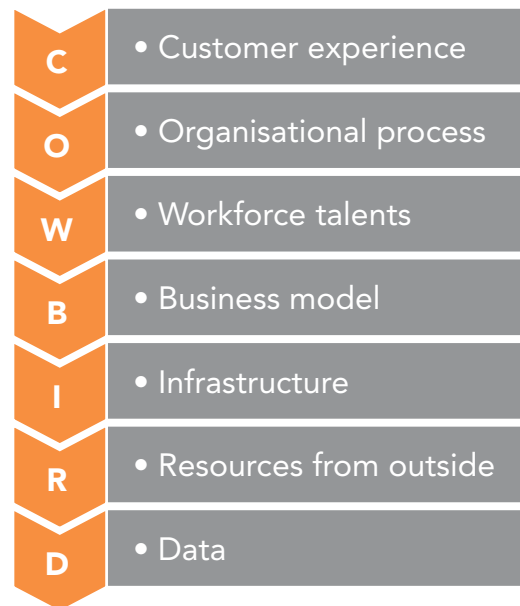 C • Customer experience
O • Organisational process
W • Workforce talents
B • Business model
I • Infrastructure
R • Resources from outside
D • Data